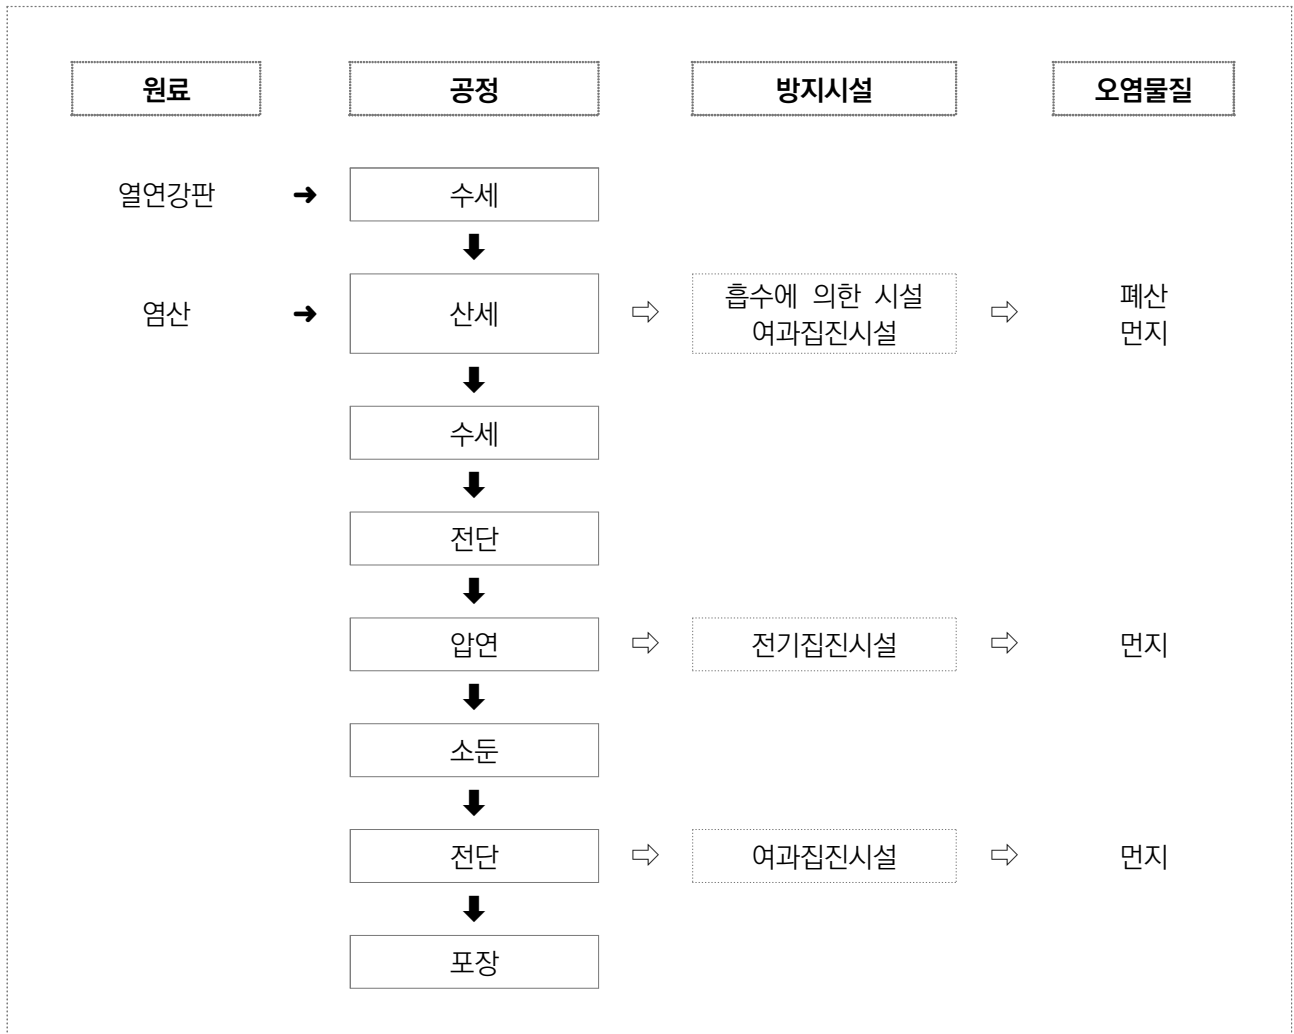 원료 공정 방지시설 오염물질
열연강판 ➜ 수세
염산 ➜ 산세 ⇨ 흡수에 의한 시설 ⇨ 폐산
여과집진시설 먼지
수세
전단
압연 ⇨ 전기집진시설 ⇨ 먼지
소둔
전단 ⇨ 여과집진시설 ⇨ 먼지
포장